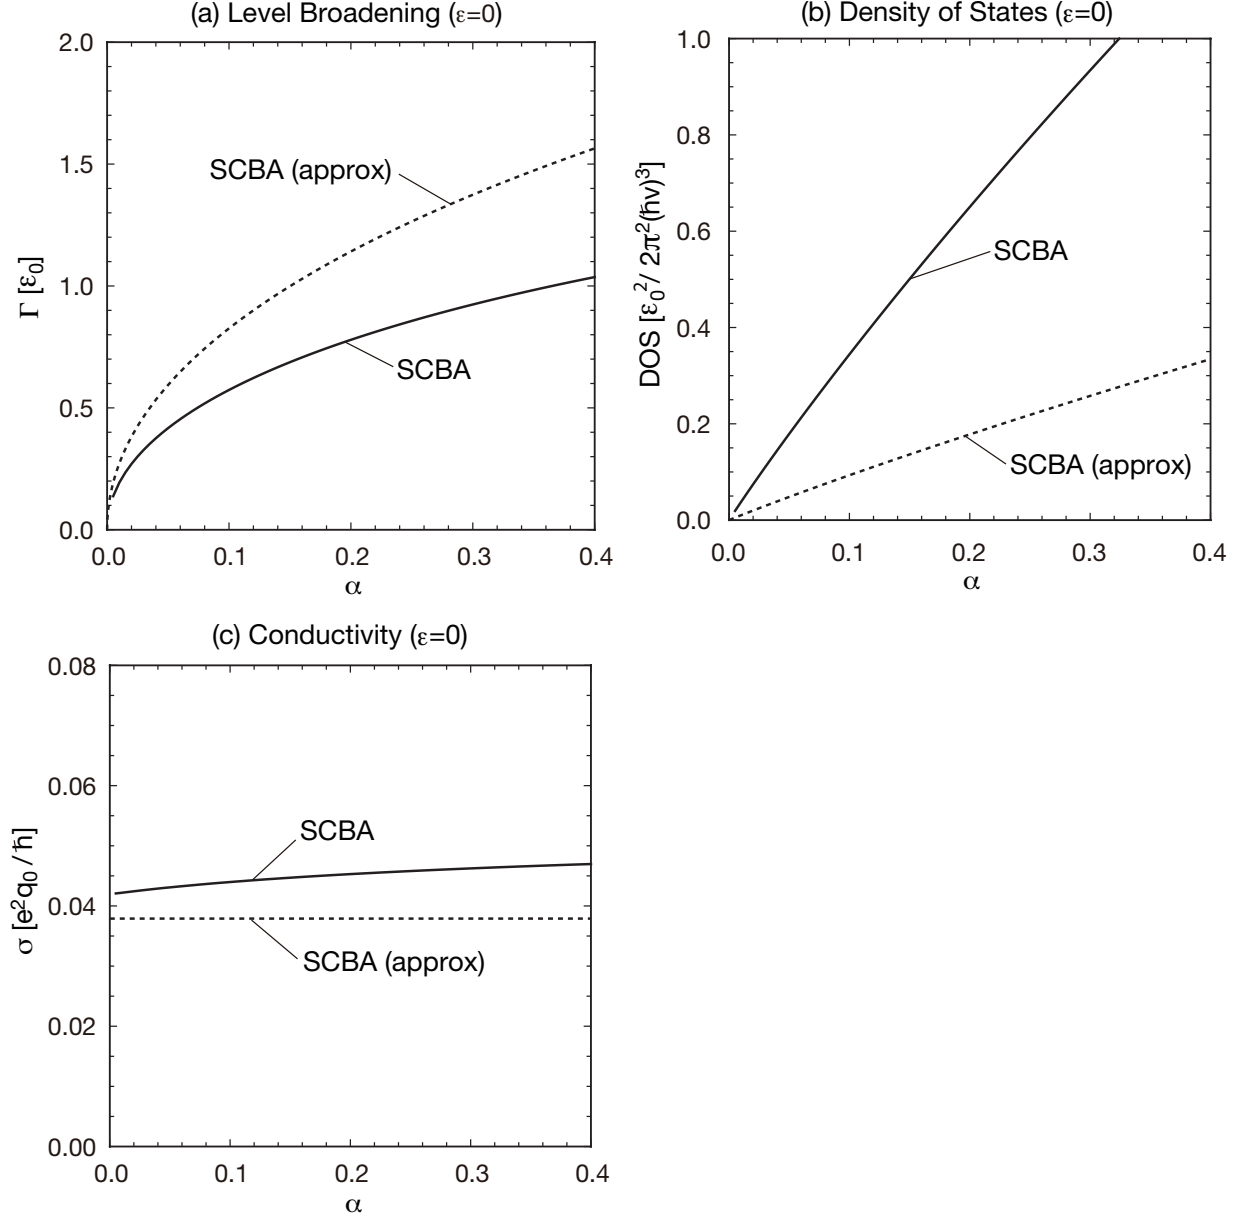 (a) Level Broadening (ε=0)
2.0
1.5
1.0
0.5
0.0
Γ [ε₀]
SCBA (approx)
SCBA
0.0 0.1 0.2 0.3 0.4
α
(b) Density of States (ε=0)
1.0
0.8
0.6
0.4
0.2
0.0
DOS [ε₀²/ 2π²(ħv)³]
SCBA
SCBA (approx)
0.0 0.1 0.2 0.3 0.4
α
(c) Conductivity (ε=0)
0.08
0.06
0.04
0.02
0.00
σ [e²q₀/ħ]
SCBA
SCBA (approx)
0.0 0.1 0.2 0.3 0.4
α